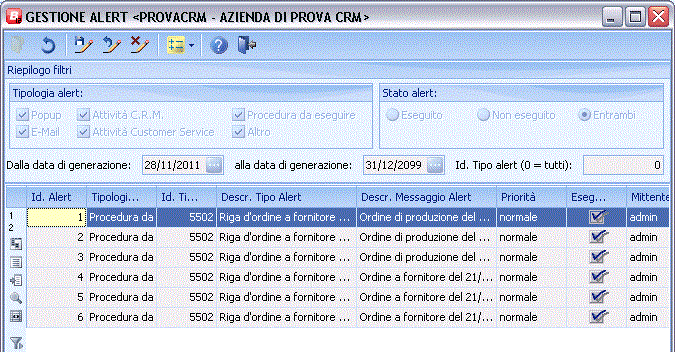 GESTIONE ALERT <PROVACRM - AZIENDA DI PROVA CRM>
Riepilogo filtri
Tipologia alert: Stato alert:
Popup Attività C.R.M. Procedura da eseguire Eseguito Non eseguito Entrambi
E-Mail Attività Customer Service Altro
Dalla data di generazione: 28/11/2011 alla data di generazione: 31/12/2099 Id. Tipo alert (0 = tutti): 0
Id. Alert Tipologi... Id. Ti... Descr. Tipo Alert Descr. Messaggio Alert Priorità Eseg... Mittente
1 1 Procedura da 5502 Riga d'ordine a fornitore ... Ordine di produzione del ... normale admin
2 2 Procedura da 5502 Riga d'ordine a fornitore ... Ordine di produzione del ... normale admin
3 Procedura da 5502 Riga d'ordine a fornitore ... Ordine di produzione del ... normale admin
4 Procedura da 5502 Riga d'ordine a fornitore ... Ordine a fornitore del 21/... normale admin
5 Procedura da 5502 Riga d'ordine a fornitore ... Ordine a fornitore del 21/... normale admin
6 Procedura da 5502 Riga d'ordine a fornitore ... Ordine a fornitore del 21/... normale admin